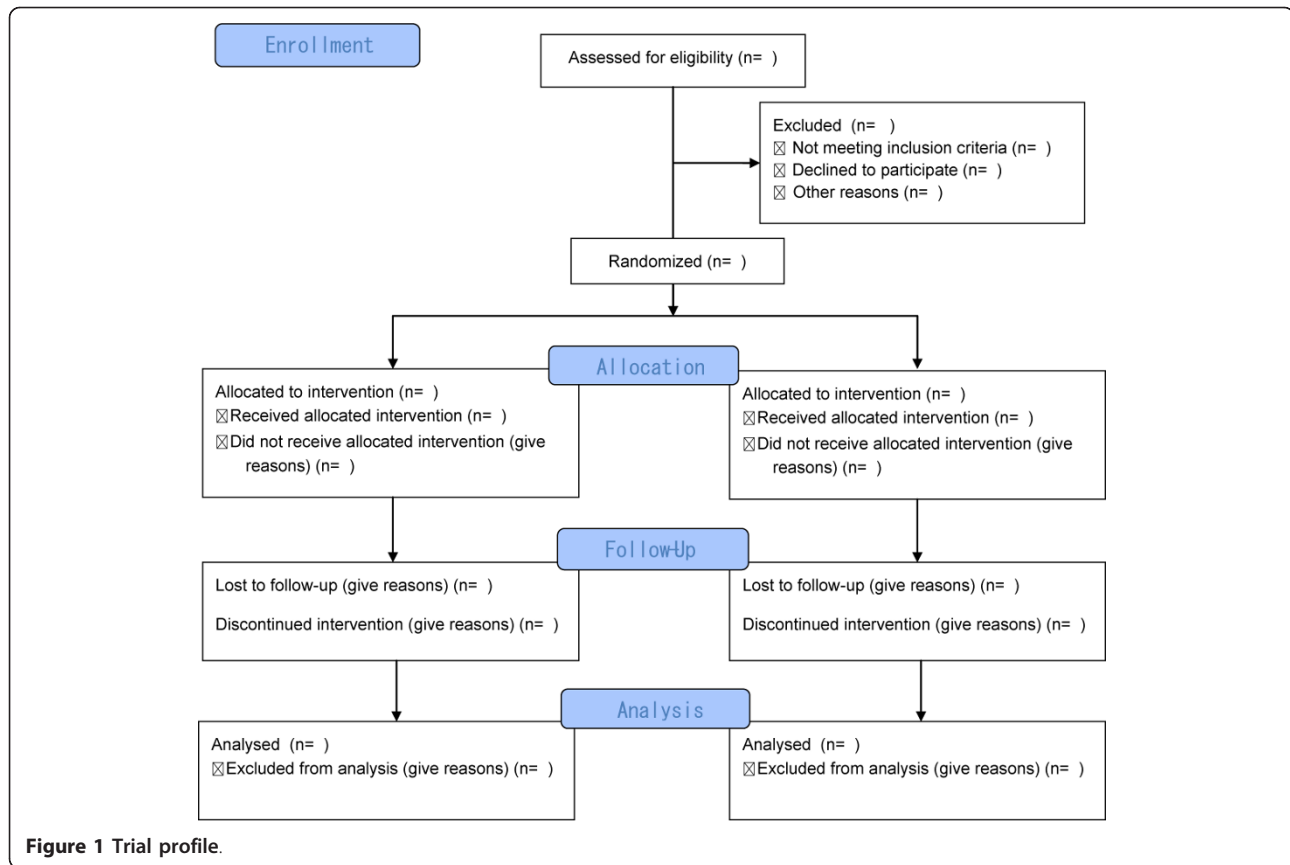 Enrollment
Assessed for eligibility (n= )
Excluded (n= )
☒ Not meeting inclusion criteria (n= )
☒ Declined to participate (n= )
☒ Other reasons (n= )
Randomized (n= )
Allocation
Allocated to intervention (n= )
☒Received allocated intervention (n= )
☒Did not receive allocated intervention (give
reasons) (n= )
Allocated to intervention (n= )
☒Received allocated intervention (n= )
☒Did not receive allocated intervention (give
reasons) (n= )
Follow-Up
Lost to follow-up (give reasons) (n= )
Discontinued intervention (give reasons) (n= )
Lost to follow-up (give reasons) (n= )
Discontinued intervention (give reasons) (n= )
Analysis
Analysed (n= )
☒Excluded from analysis (give reasons) (n= )
Analysed (n= )
☒Excluded from analysis (give reasons) (n= )
Figure 1 Trial profile.